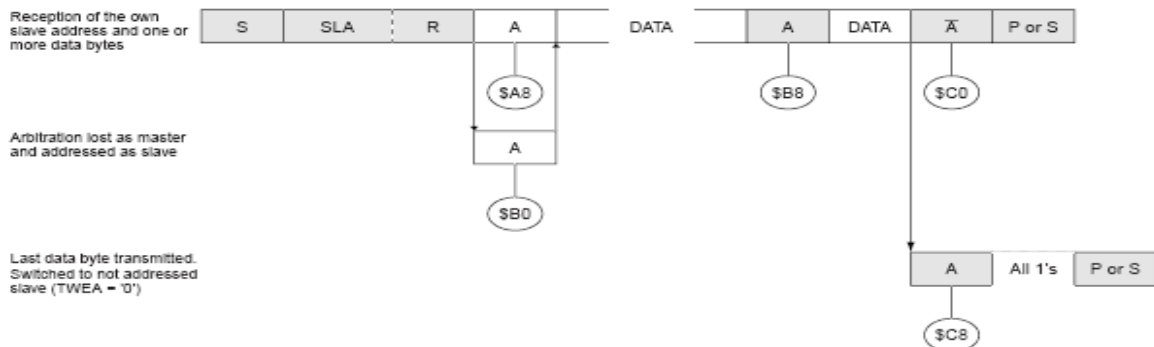 Reception of the own
slave address and one or
more data bytes
S SLA R A DATA A DATA A̅ P or S
$A8 $B8 $C0
Arbitration lost as master
and addressed as slave
A
$B0
Last data byte transmitted.
Switched to not addressed
slave (TWEA = '0')
A All 1's P or S
$C8